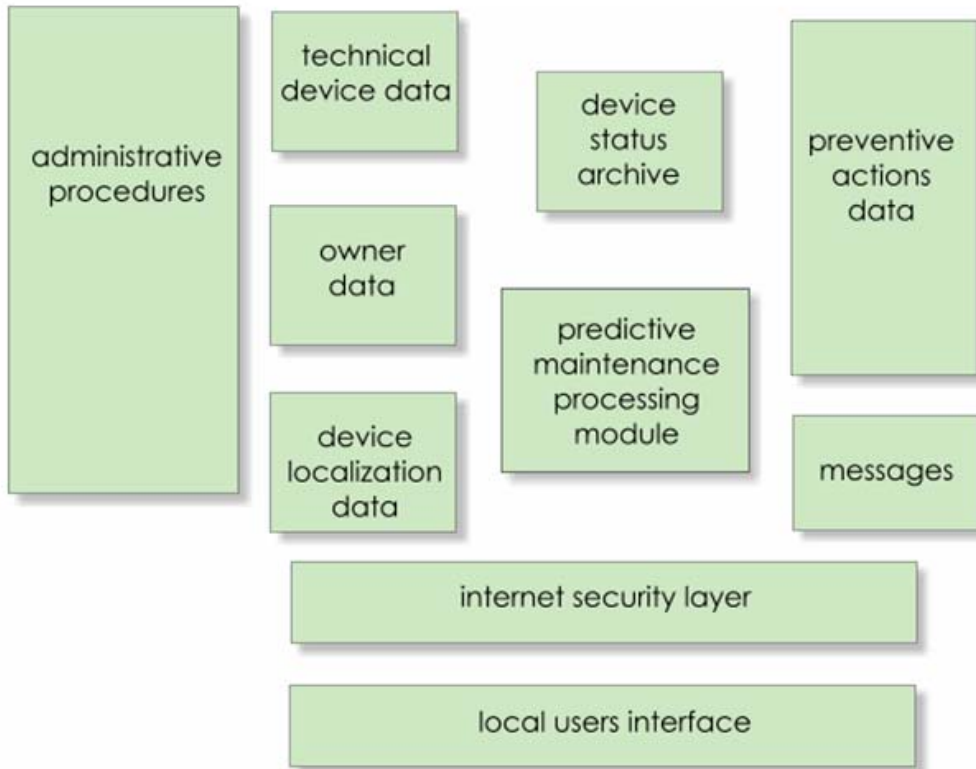 administrative
procedures
technical
device data
owner
data
device
localization
data
device
status
archive
predictive
maintenance
processing
module
preventive
actions
data
messages
internet security layer
local users interface